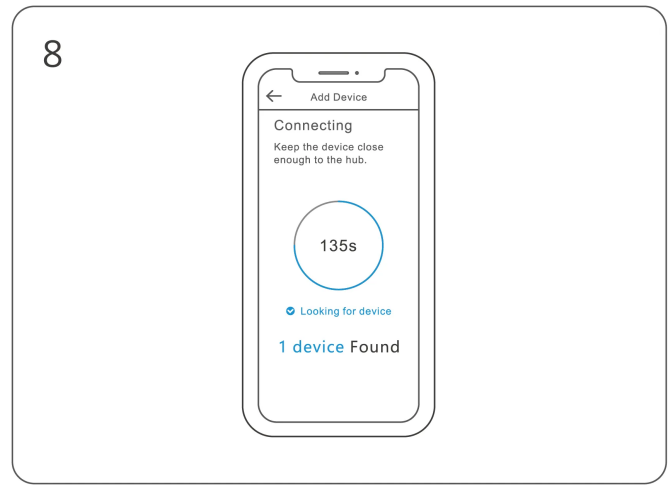 8
Add Device
Connecting
Keep the device close
enough to the hub.
135s
Looking for device
1 device Found